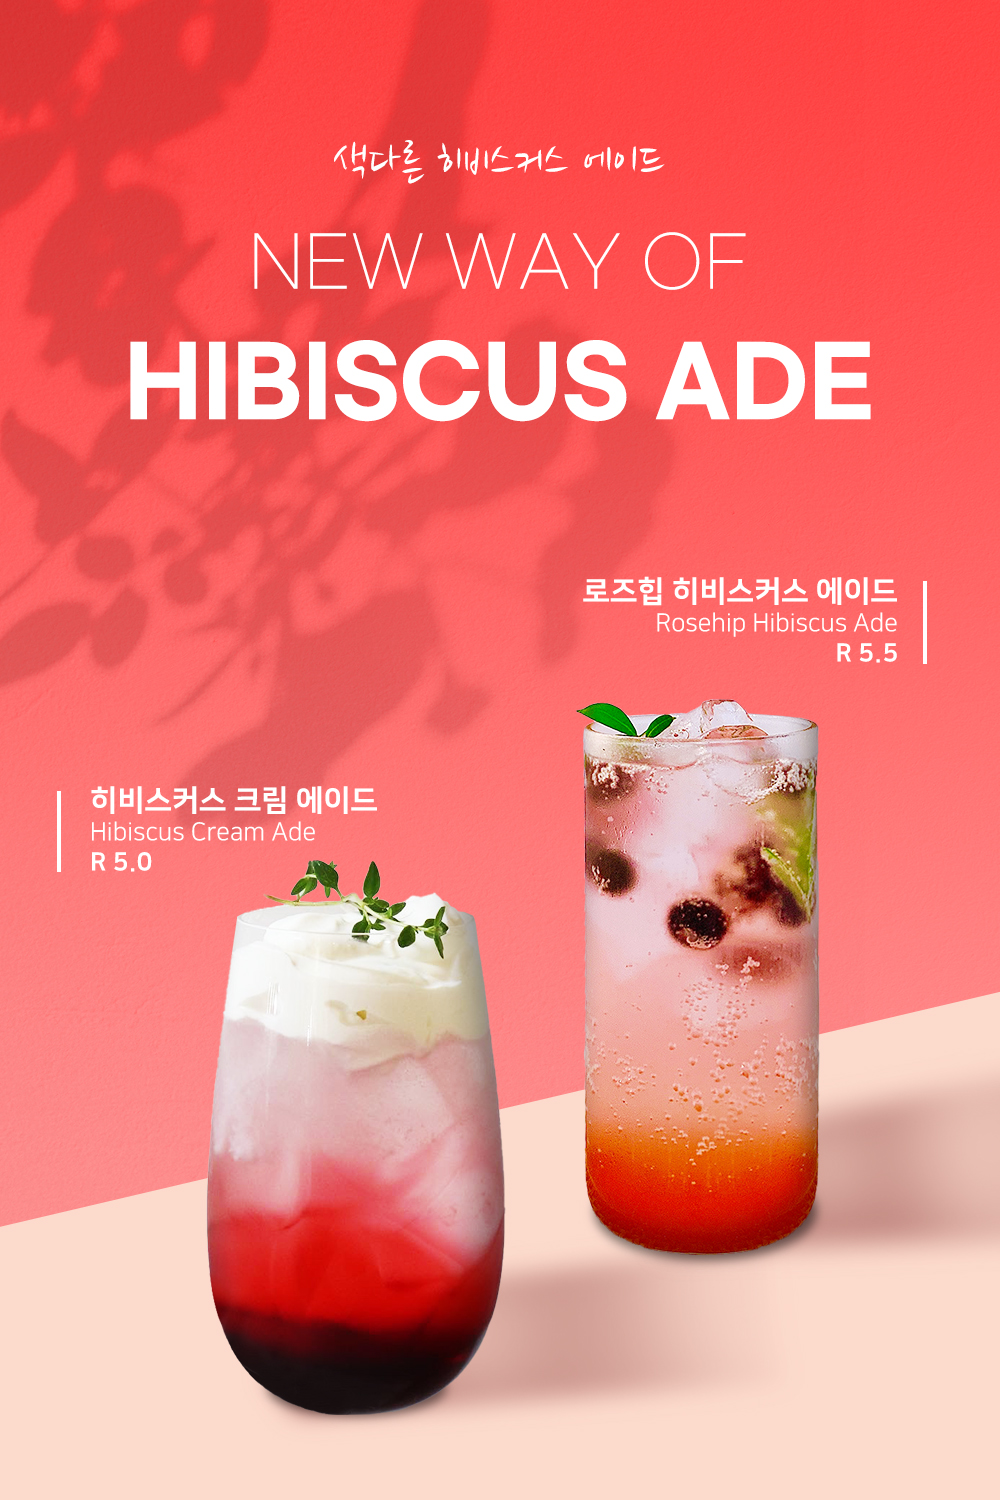 색다른 히비스커스 에이드
NEW WAY OF
HIBISCUS ADE
로즈힙 히비스커스 에이드
Rosehip Hibiscus Ade
R 5.5
히비스커스 크림 에이드
Hibiscus Cream Ade
R 5.0